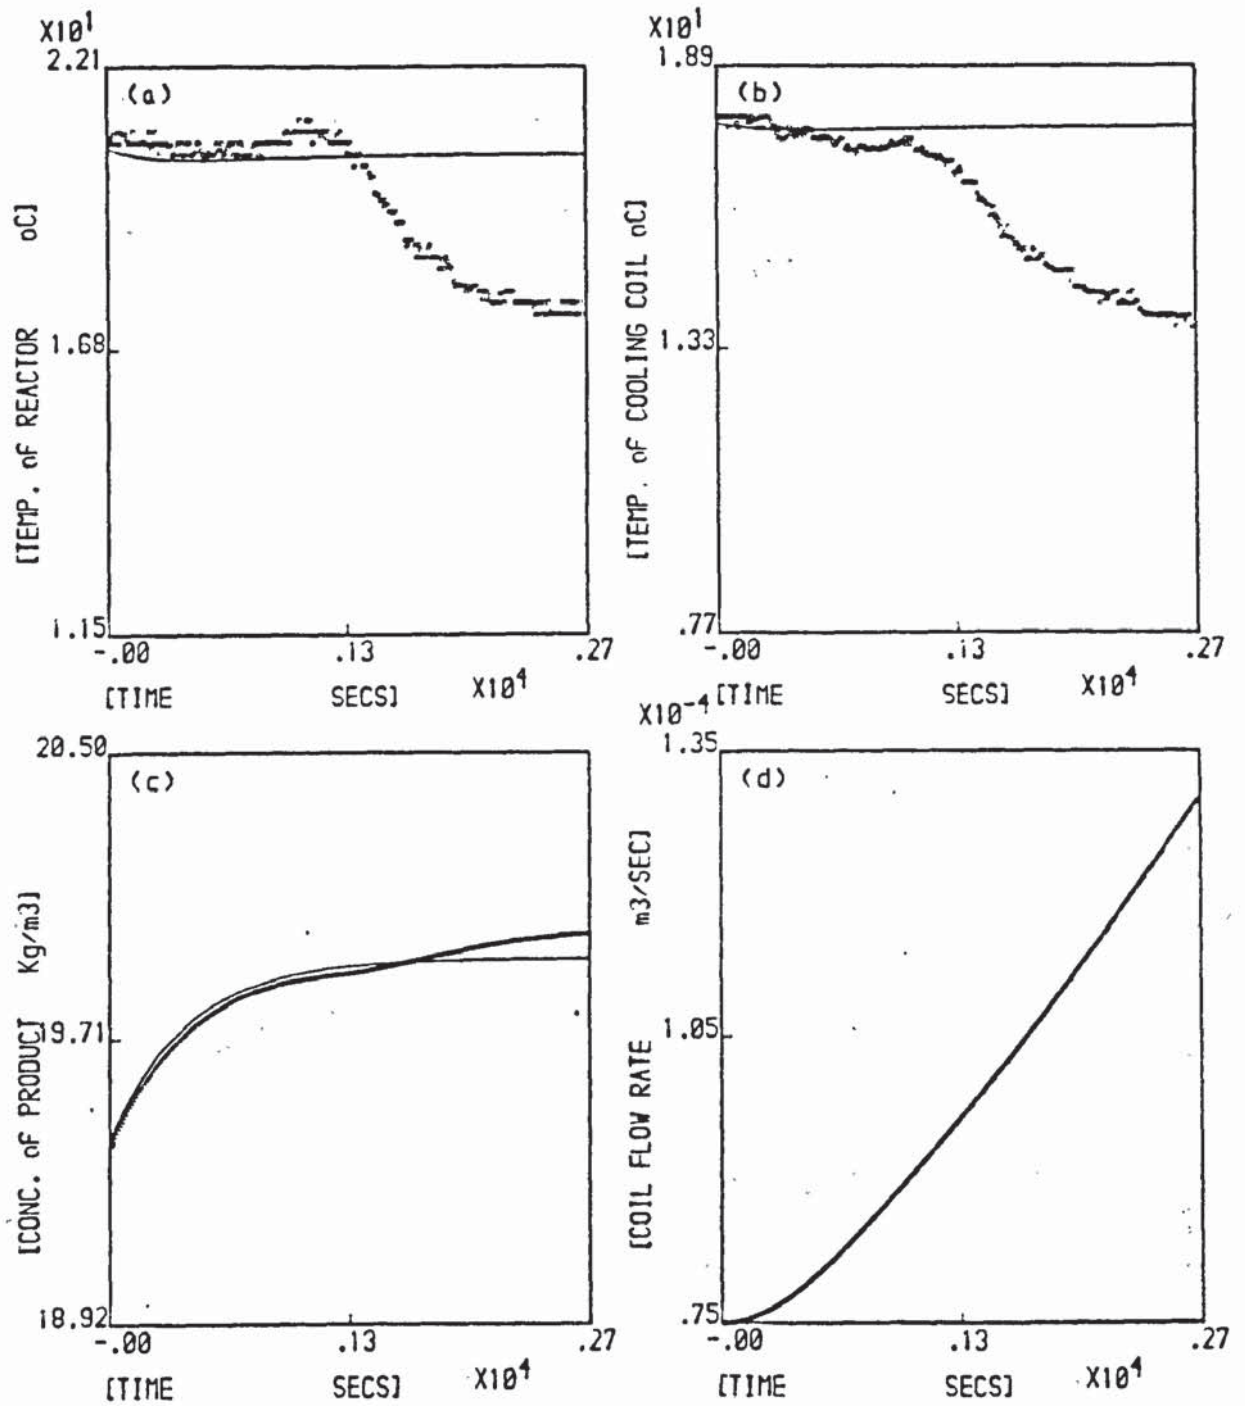 X10¹
2.21
(a)
[TEMP. of REACTOR oC]
1.68
1.15
-.00
.13
.27
[TIME SECS]
X10⁴
X10¹
1.89
(b)
[TEMP. of COOLING COIL oC]
1.33
.77
-.00
.13
.27
[TIME SECS]
X10⁴
20.50
(c)
[CONC. of PRODUCT Kg/m3]
19.71
18.92
-.00
.13
.27
[TIME SECS]
X10⁴
X10⁻⁴
1.35
(d)
[COIL FLOW RATE m3/SEC]
1.05
.75
-.00
.13
.27
[TIME SECS]
X10⁴